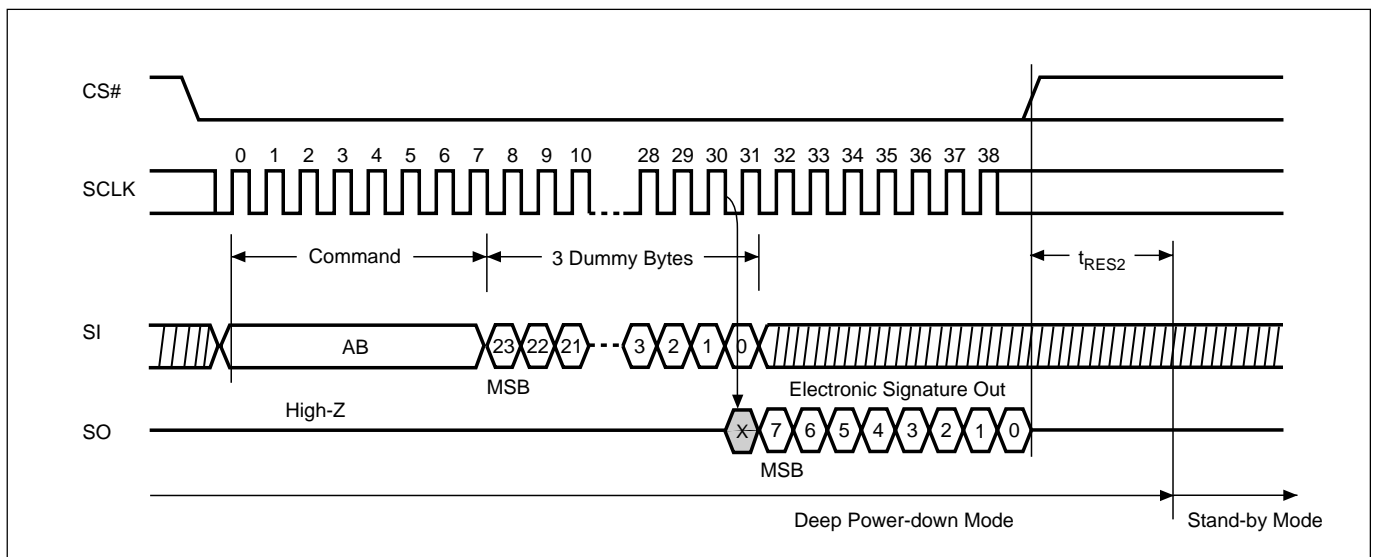 CS#
0 1 2 3 4 5 6 7 8 9 10 28 29 30 31 32 33 34 35 36 37 38
SCLK
Command 3 Dummy Bytes tRES2
SI AB 23 22 21 3 2 1 0
MSB Electronic Signature Out
High-Z
SO X 7 6 5 4 3 2 1 0
MSB
Deep Power-down Mode Stand-by Mode